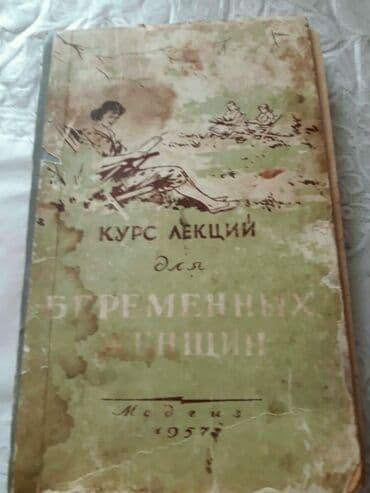 КУРС ЛЕКЦИЙ
для
БЕРЕМЕННЫХ
ЖЕНЩИН
Медгиз
1957